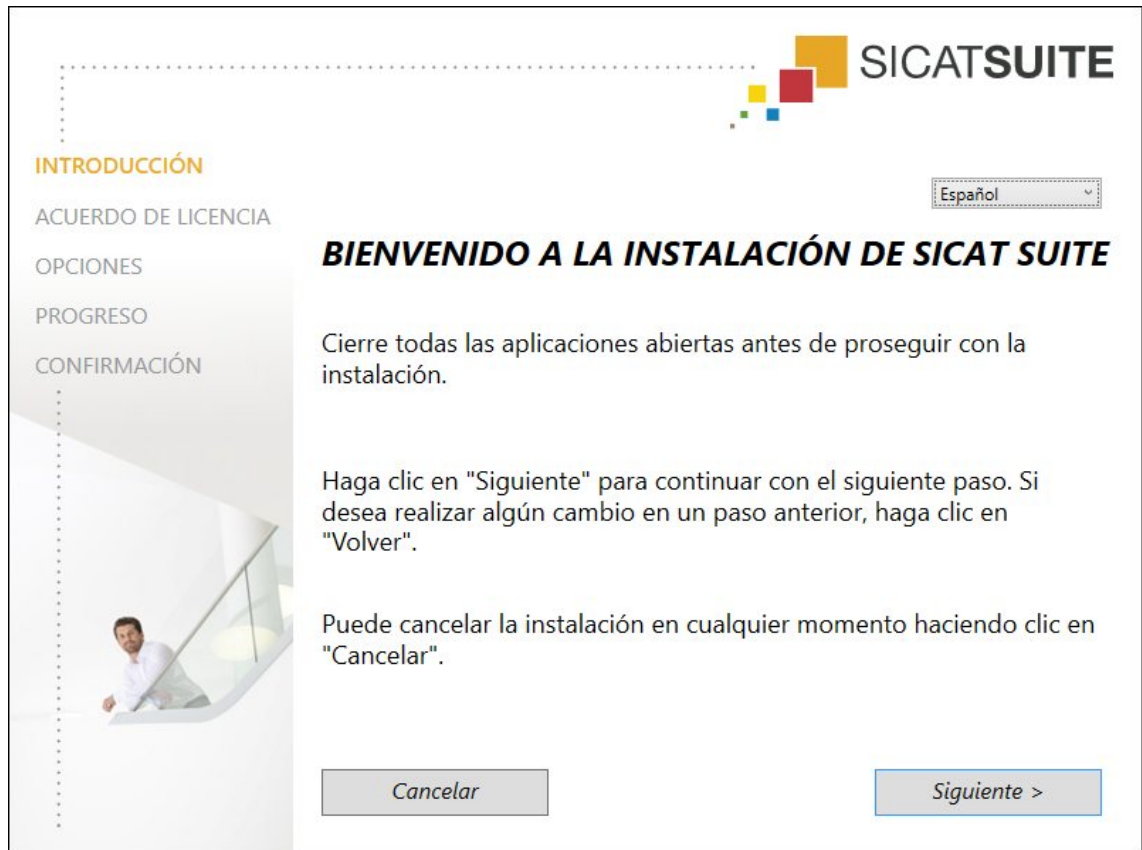 SICATSUITE
INTRODUCCIÓN
ACUERDO DE LICENCIA
OPCIONES
PROGRESO
CONFIRMACIÓN
Español
BIENVENIDO A LA INSTALACIÓN DE SICAT SUITE
Cierre todas las aplicaciones abiertas antes de proseguir con la
instalación.
Haga clic en "Siguiente" para continuar con el siguiente paso. Si
desea realizar algún cambio en un paso anterior, haga clic en
"Volver".
Puede cancelar la instalación en cualquier momento haciendo clic en
"Cancelar".
Cancelar
Siguiente >